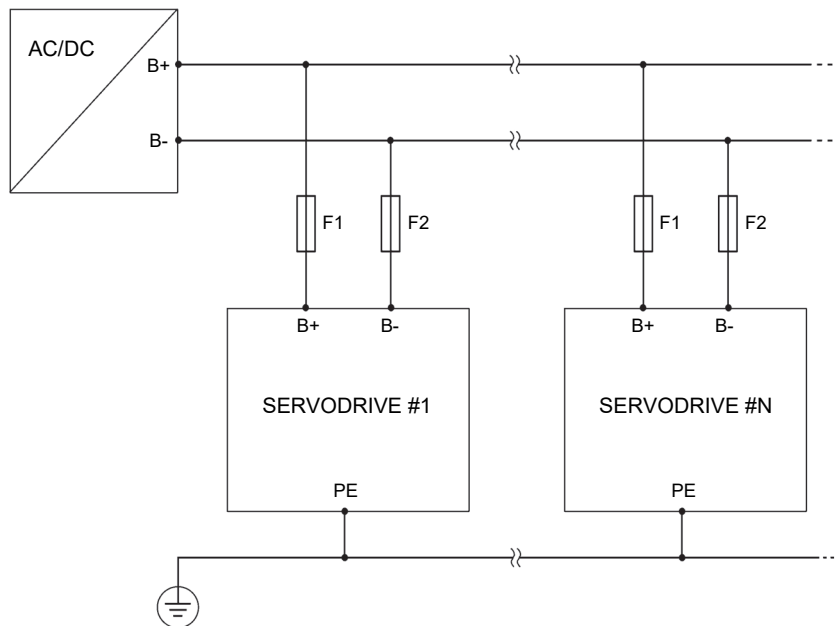 AC/DC
B+
B-
F1
F2
F1
F2
B+
B-
B+
B-
SERVODRIVE #1
SERVODRIVE #N
PE
PE